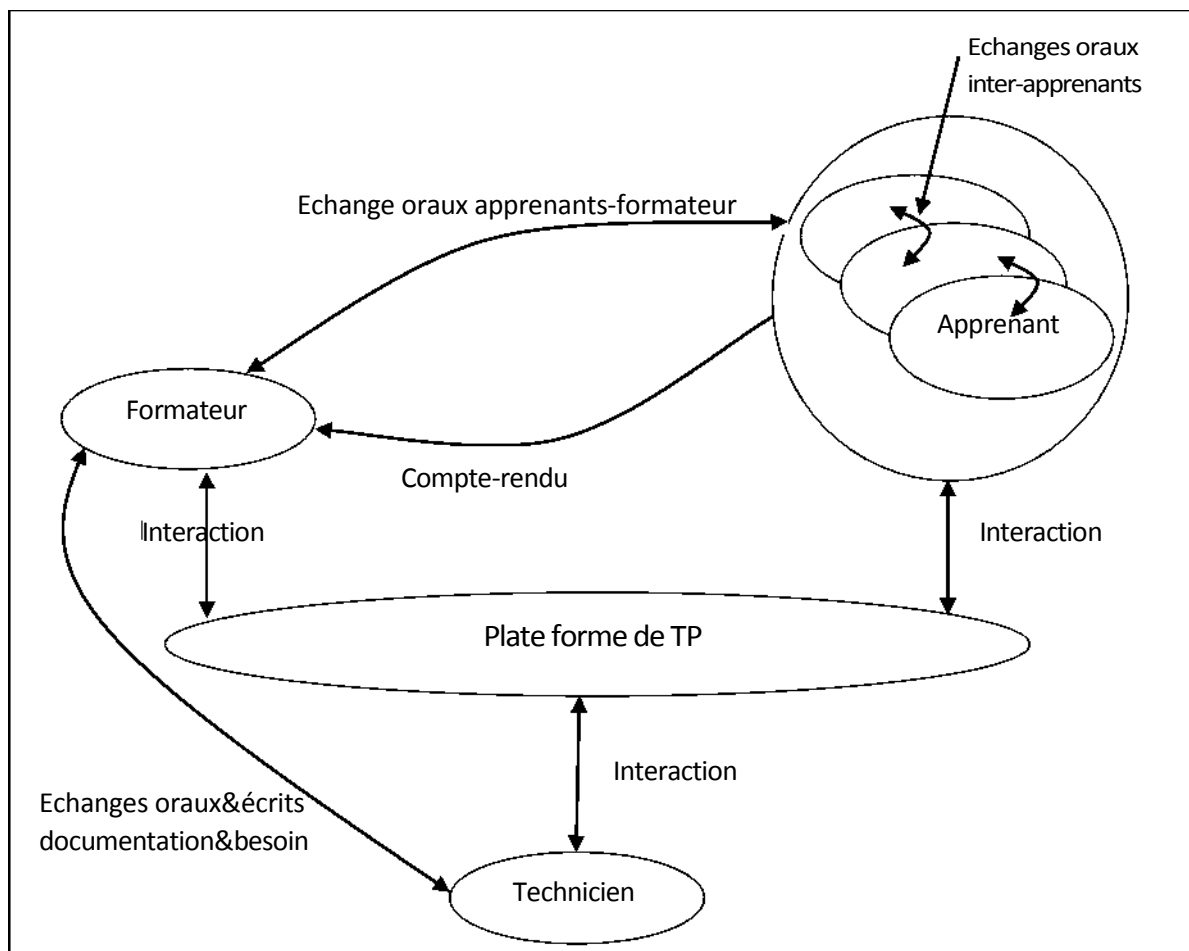 Echanges oraux
inter-apprenants
Echange oraux apprenants-formateur
Apprenant
Formateur
Compte-rendu
Interaction
Interaction
Plate forme de TP
Interaction
Echanges oraux&écrits
documentation&besoin
Technicien